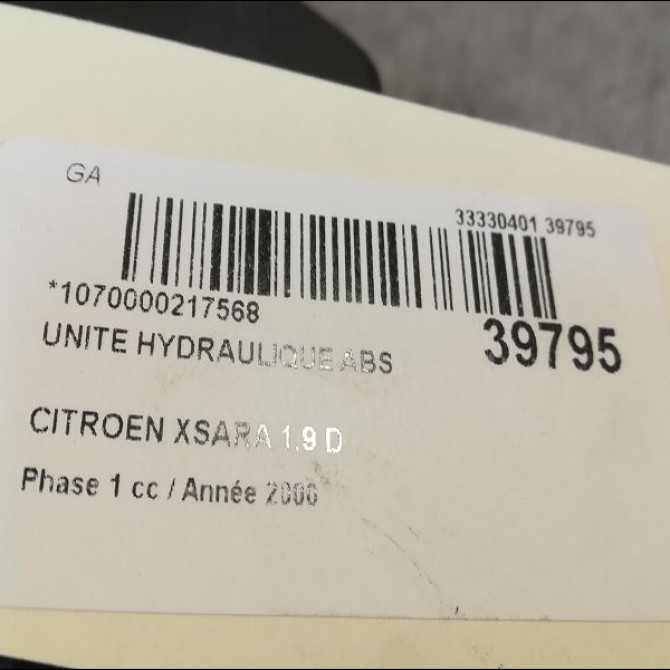 GA
33330401 39795
*1070000217568
39795
UNITE HYDRAULIQUE ABS
CITROEN XSARA 1.9 D
Phase 1 cc / Année 2000